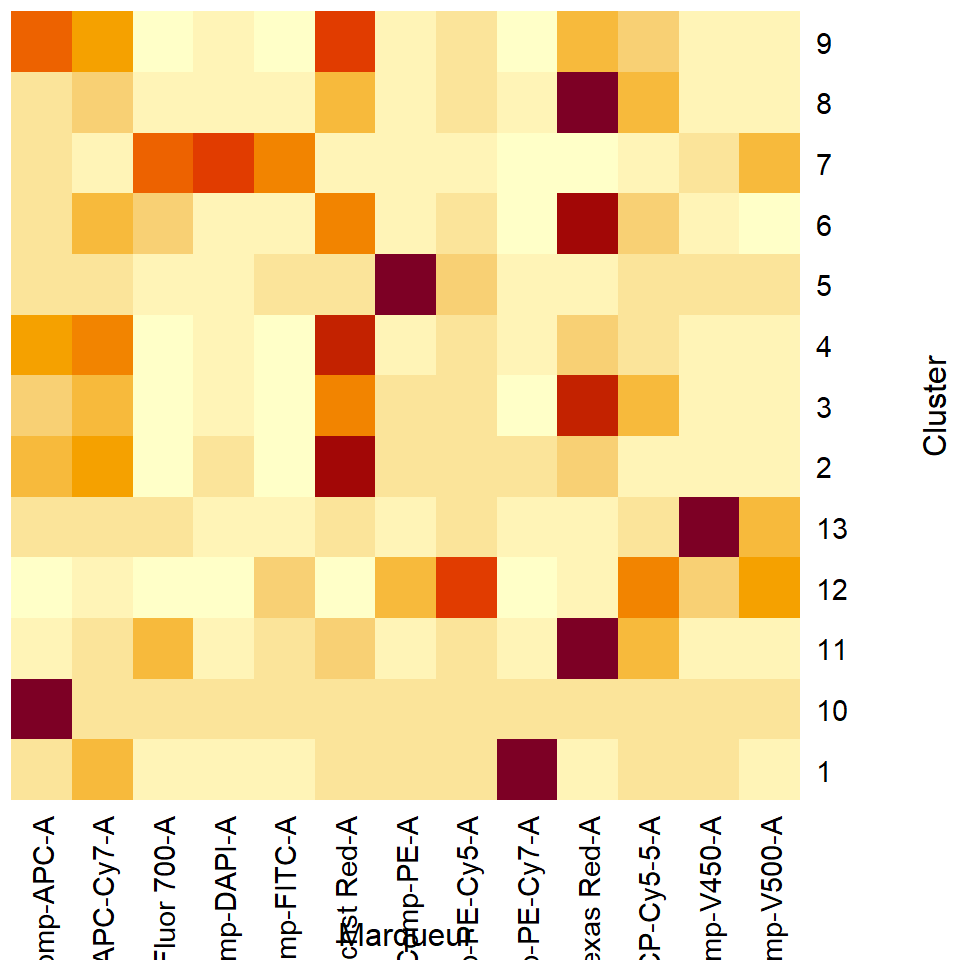 9
8
7
6
5
4
3
2
13
12
11
10
1
Cluster
omp-APC-A
APC-Cy7-A
Fluor 700-A
mp-DAPI-A
mp-FITC-A
Red-A
Comp-PE-A
-PE-Cy5-A
-PE-Cy7-A
exas Red-A
CP-Cy5-5-A
mp-V450-A
mp-V500-A
Marqueur